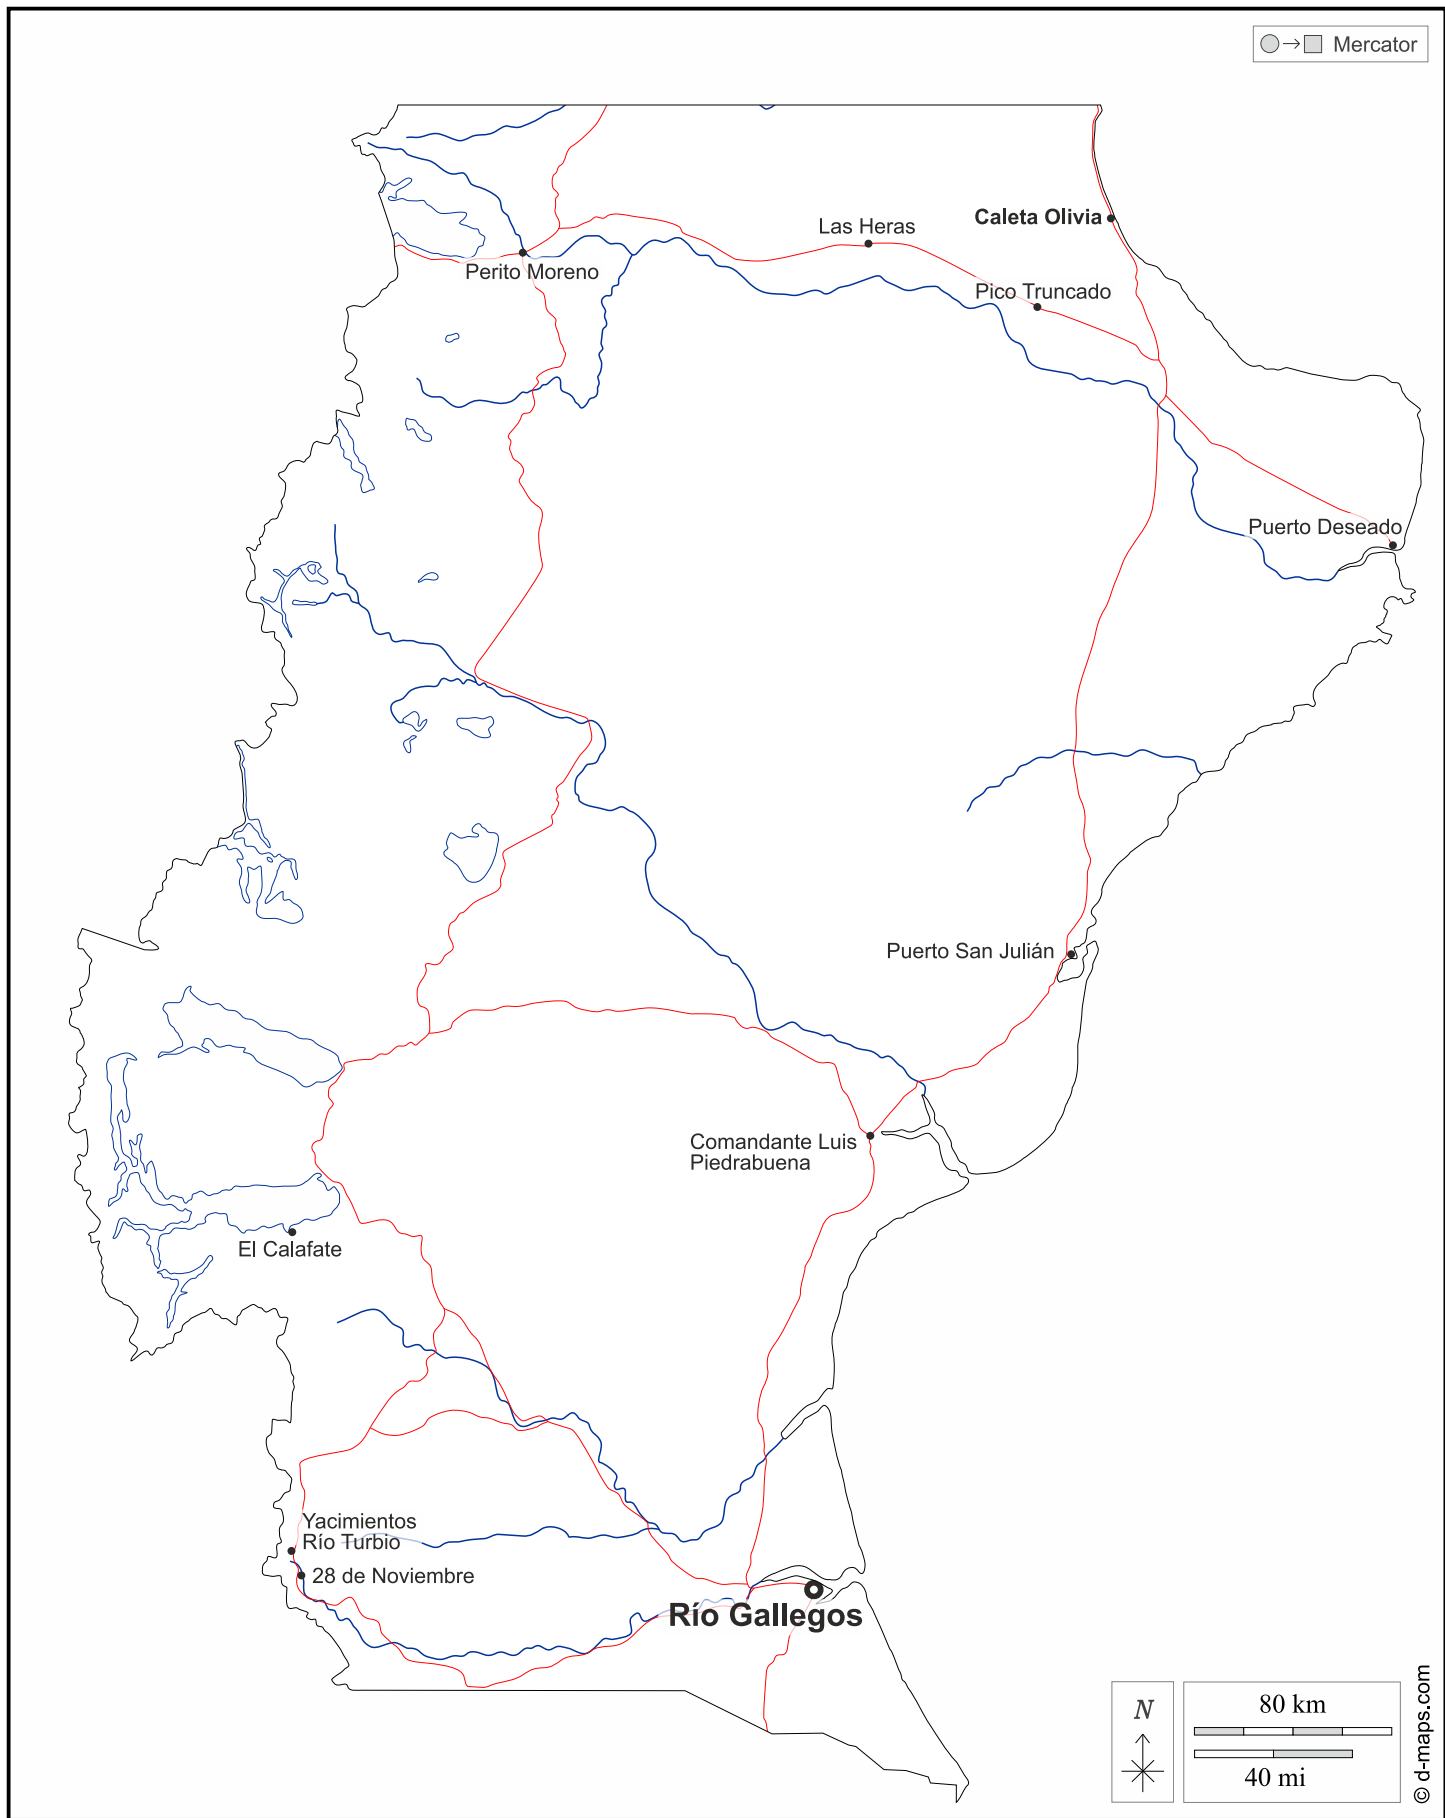 Mercator
Caleta Olivia
Las Heras
Perito Moreno
Pico Truncado
Puerto Deseado
Puerto San Julián
Comandante Luis
Piedrabuena
El Calafate
Yacimientos
Río Turbio
28 de Noviembre
Río Gallegos
N
80 km
40 mi
© d-maps.com